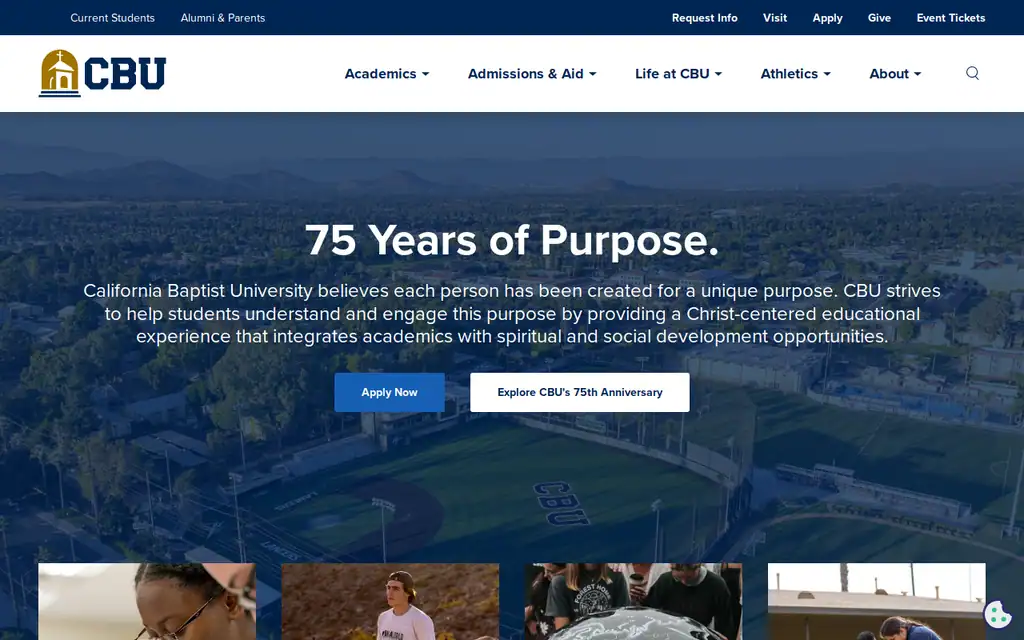 Current Students Alumni & Parents Request Info Visit Apply Give Event Tickets
CBU Academics Admissions & Aid Life at CBU Athletics About
75 Years of Purpose.
California Baptist University believes each person has been created for a unique purpose. CBU strives
to help students understand and engage this purpose by providing a Christ-centered educational
experience that integrates academics with spiritual and social development opportunities.
Apply Now Explore CBU's 75th Anniversary
CBU
LANCERS